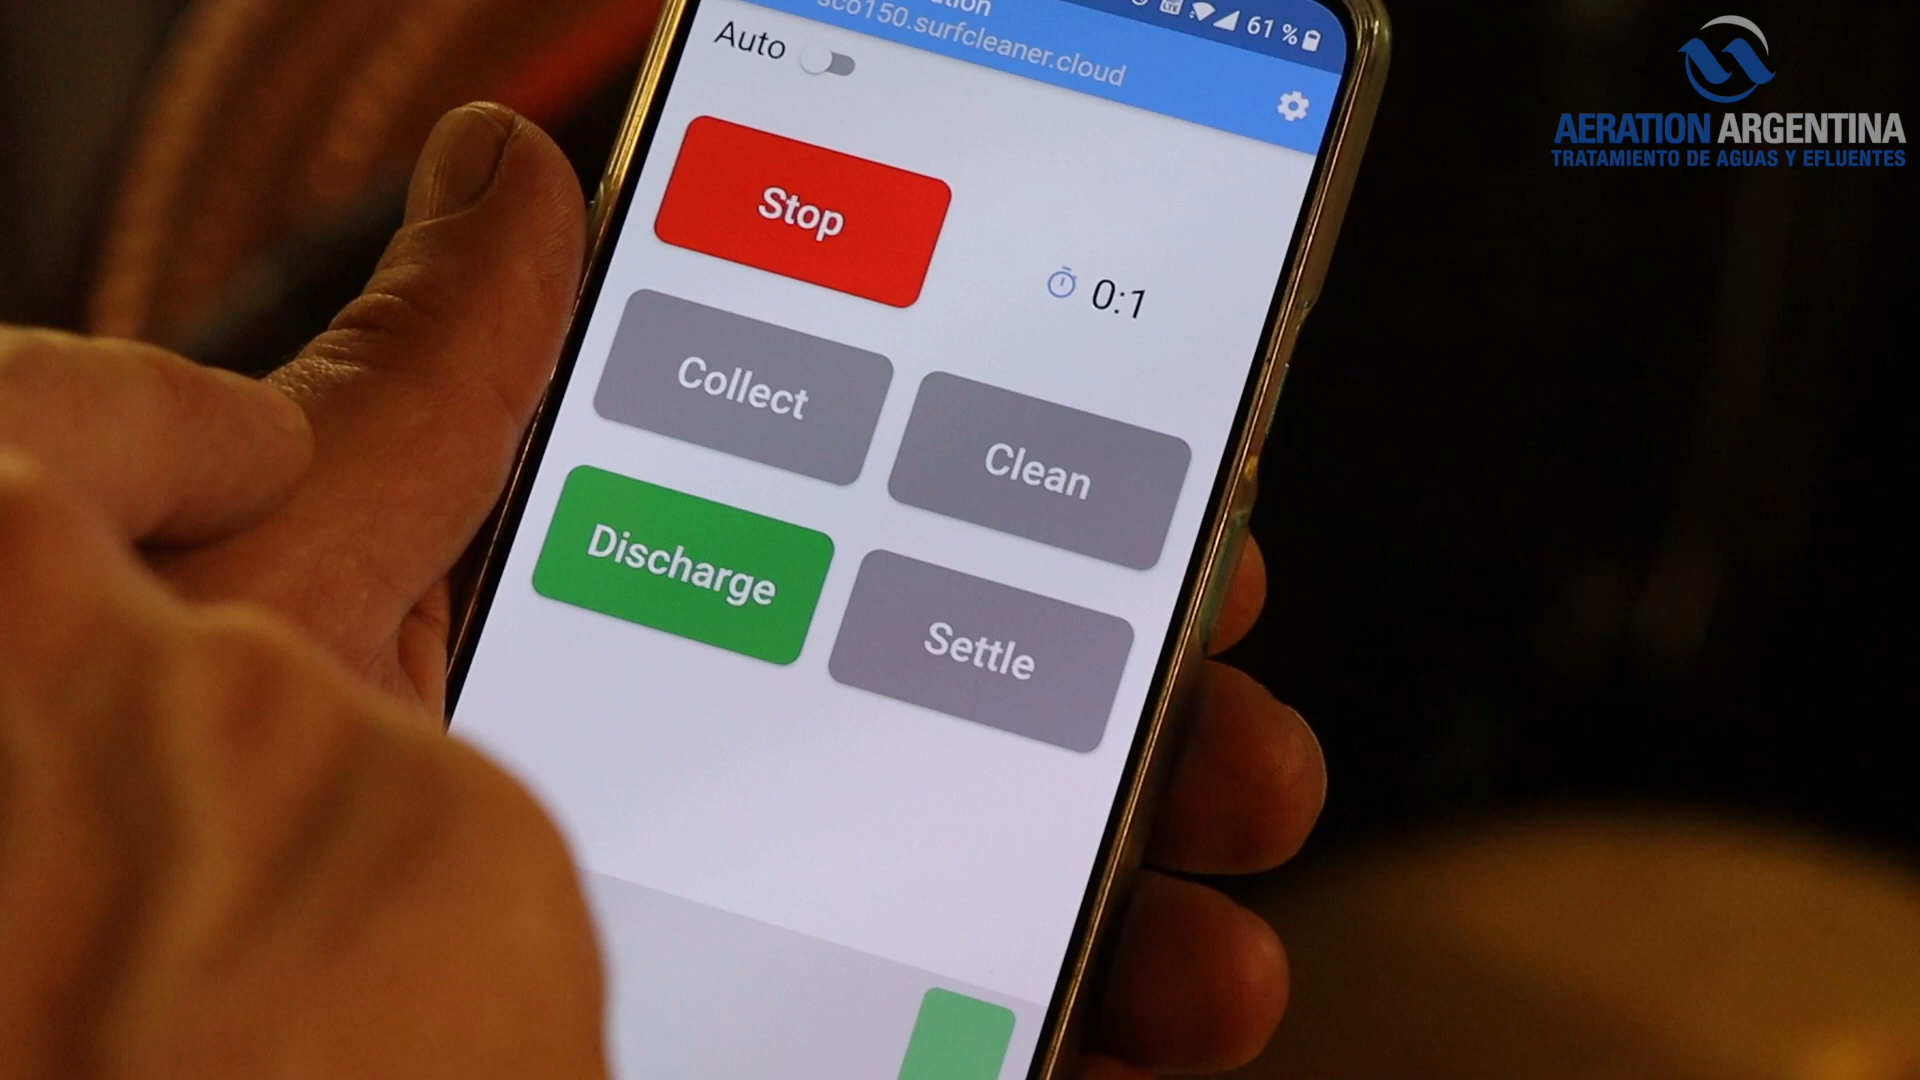 61 %
sco150.surfcleaner.cloud
Auto
Stop
0:1
Collect
Clean
Discharge
Settle
AERATION ARGENTINA
TRATAMIENTO DE AGUAS Y EFLUENTES